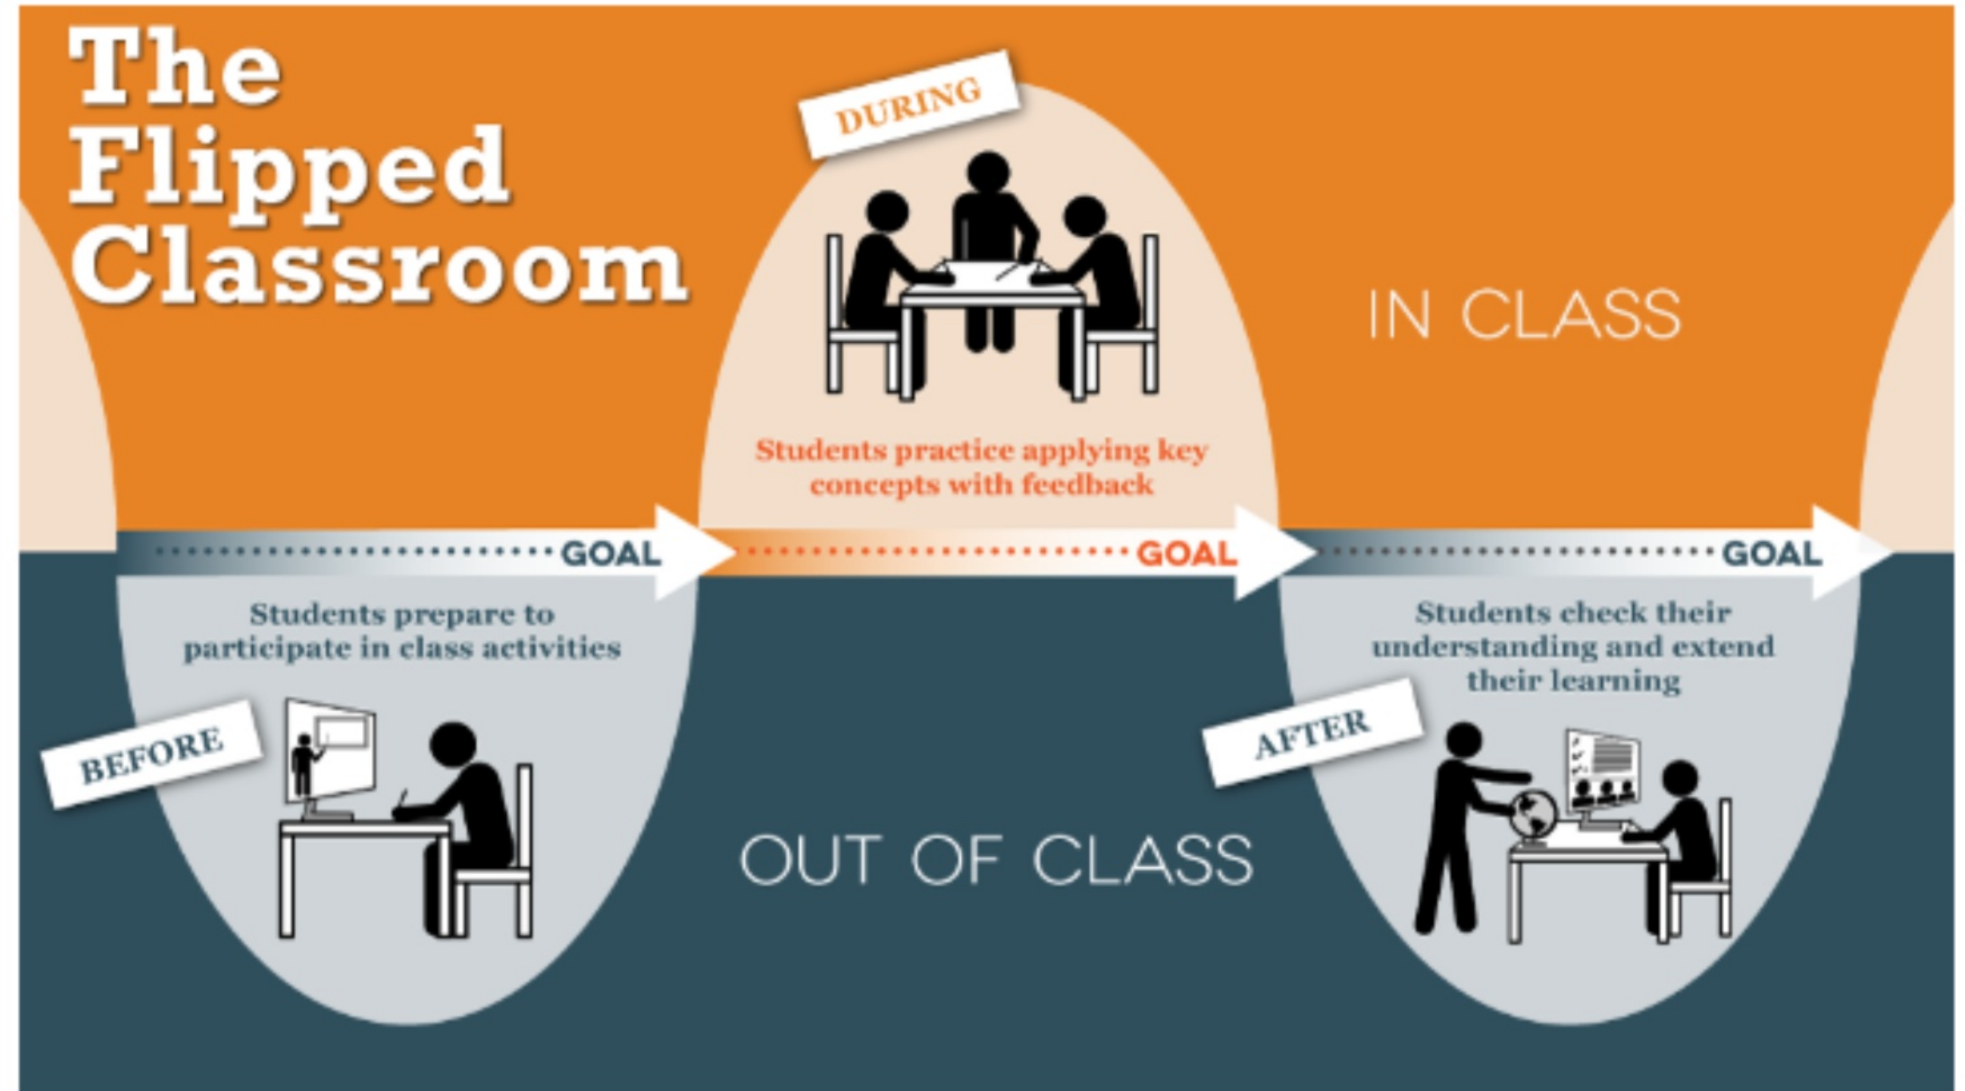 The
Flipped
Classroom
DURING
IN CLASS
Students practice applying key
concepts with feedback
GOAL
GOAL
GOAL
Students prepare to
participate in class activities
BEFORE
OUT OF CLASS
Students check their
understanding and extend
their learning
AFTER